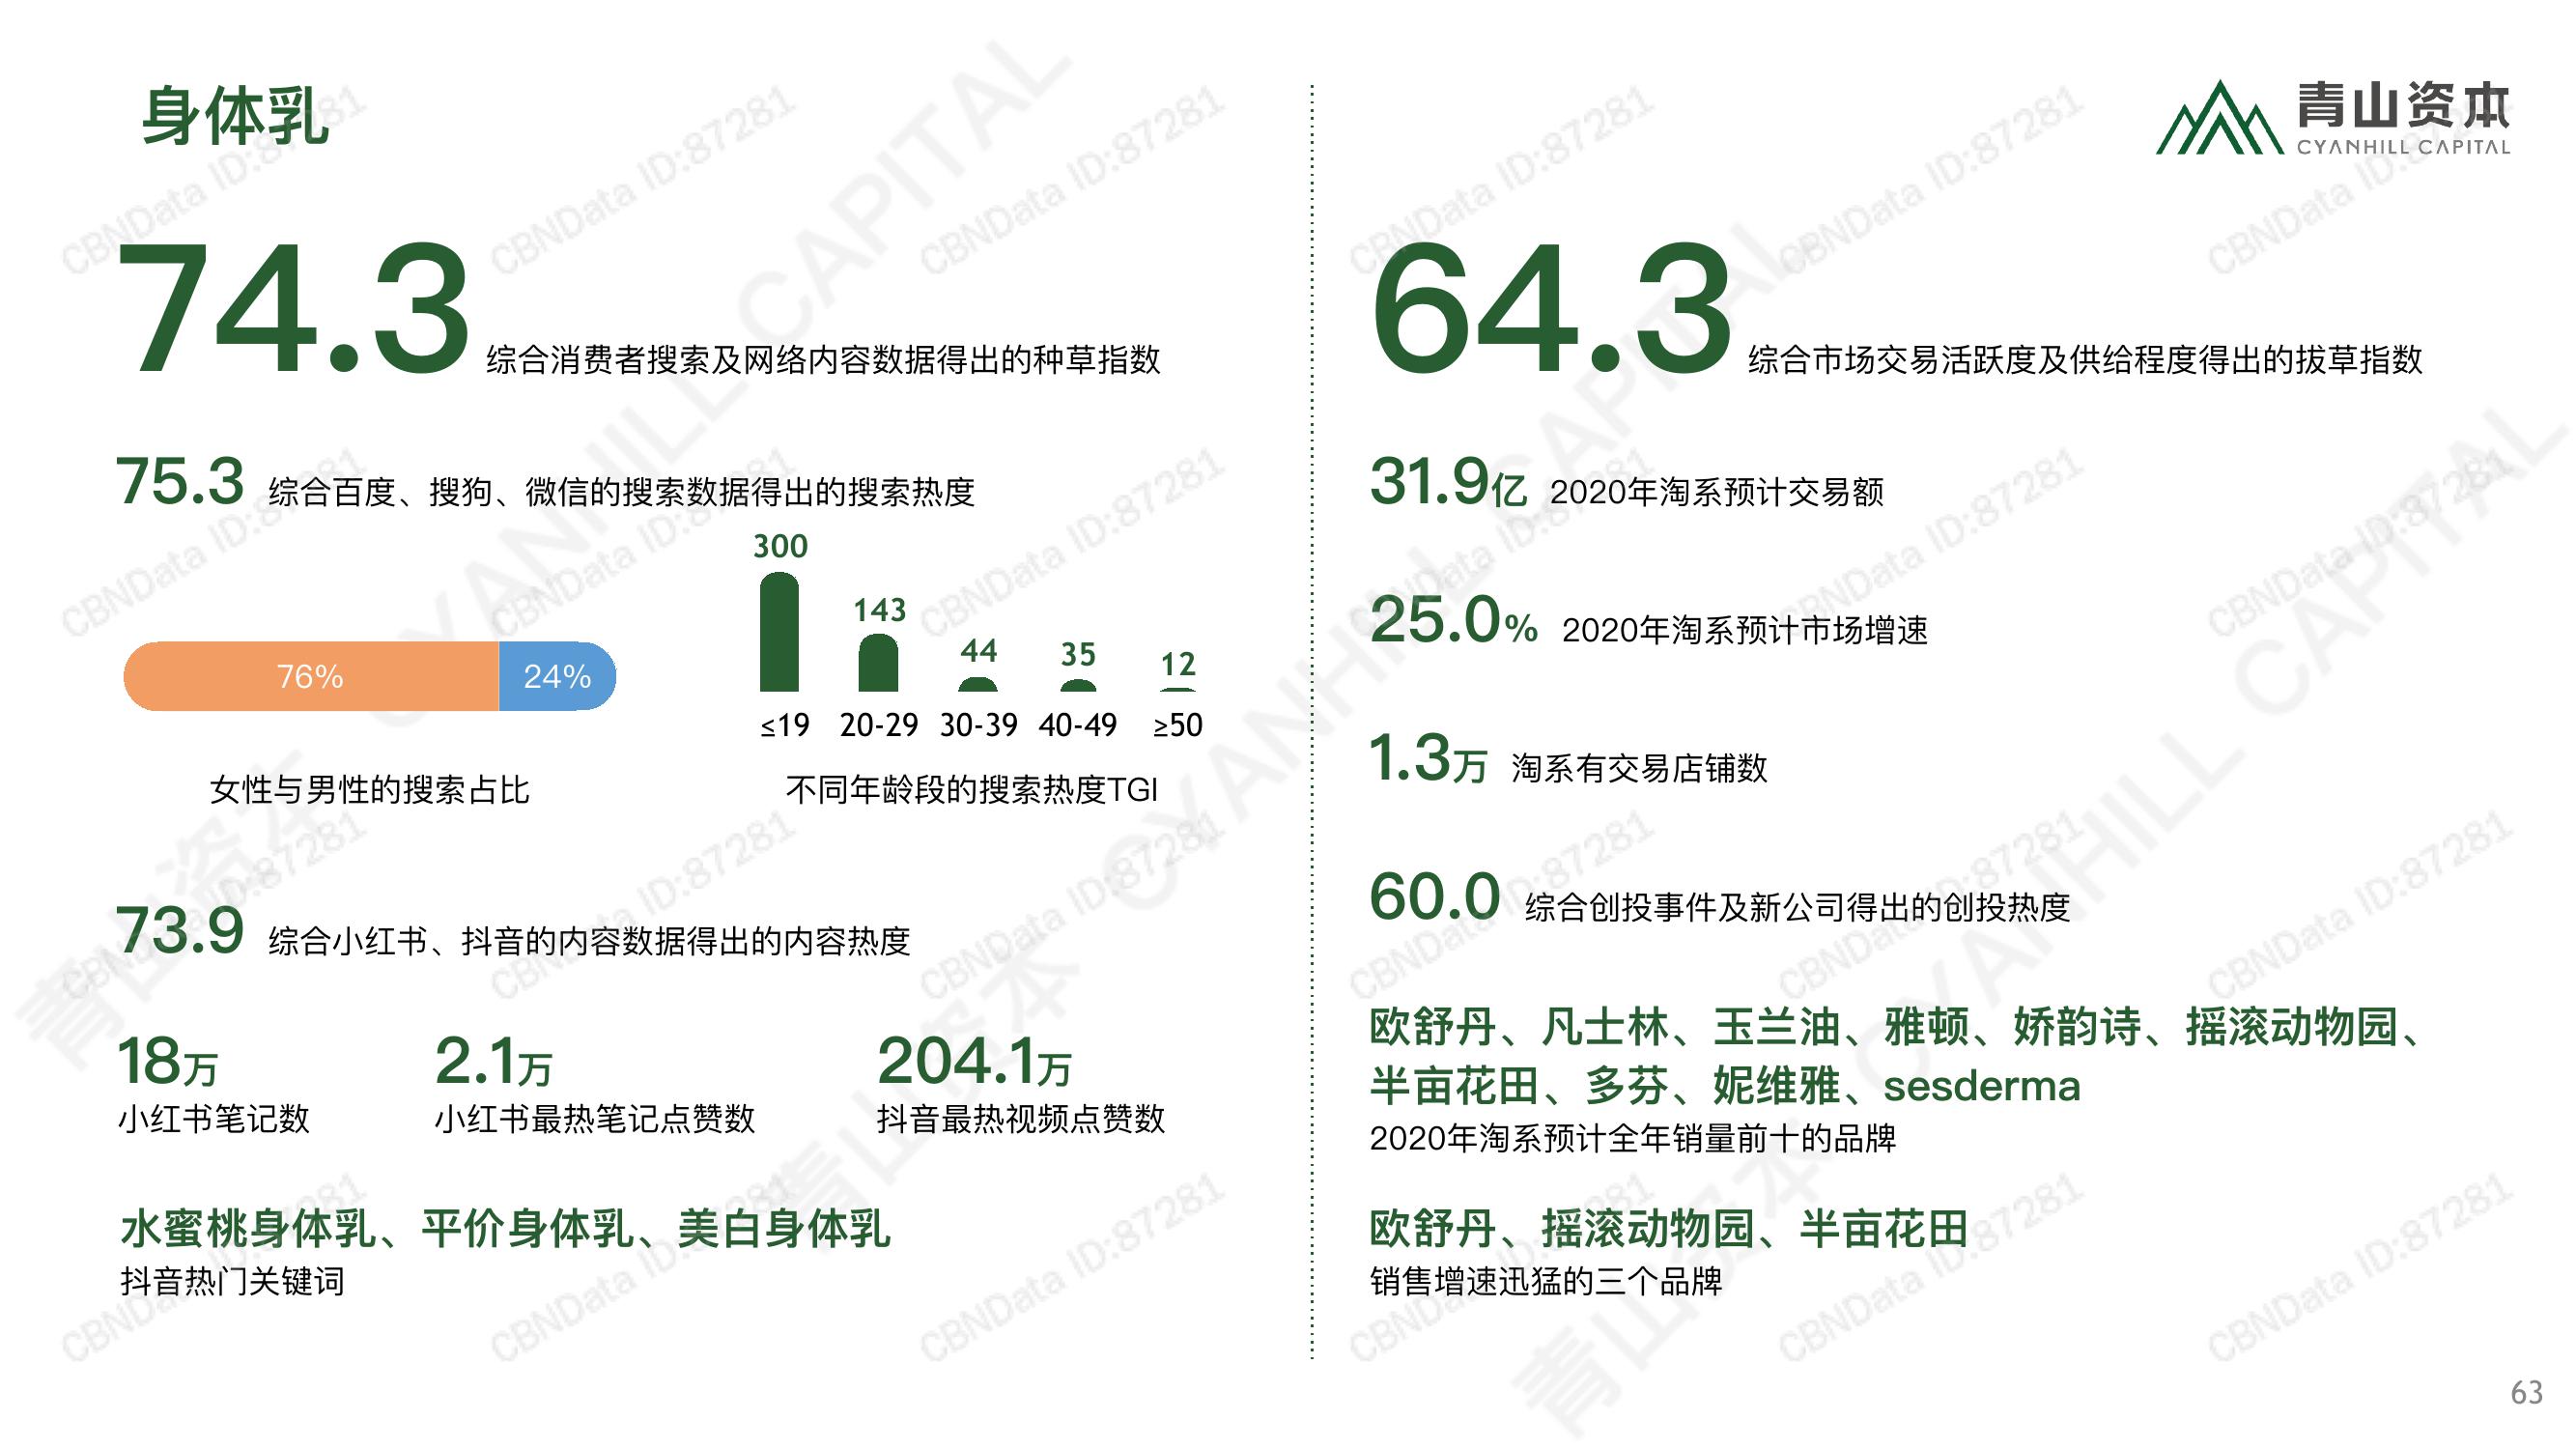 身体乳
青山资本
CYANHILL CAPITAL
74.3 综合消费者搜索及网络内容数据得出的种草指数
75.3 综合百度、搜狗、微信的搜索数据得出的搜索热度
76% 24%
女性与男性的搜索占比
300 143 44 35 12
≤19 20-29 30-39 40-49 ≥50
不同年龄段的搜索热度TGI
73.9 综合小红书、抖音的内容数据得出的内容热度
18万 2.1万 204.1万
小红书笔记数 小红书最热笔记点赞数 抖音最热视频点赞数
水蜜桃身体乳、平价身体乳、美白身体乳
抖音热门关键词
64.3 综合市场交易活跃度及供给程度得出的拔草指数
31.9亿 2020年淘系预计交易额
25.0% 2020年淘系预计市场增速
1.3万 淘系有交易店铺数
60.0 综合创投事件及新公司得出的创投热度
欧舒丹、凡士林、玉兰油、雅顿、娇韵诗、摇滚动物园、
半亩花田、多芬、妮维雅、sesderma
2020年淘系预计全年销量前十的品牌
欧舒丹、摇滚动物园、半亩花田
销售增速迅猛的三个品牌
63
青山资本 CYANHILL CAPITAL
CBNData ID:87281